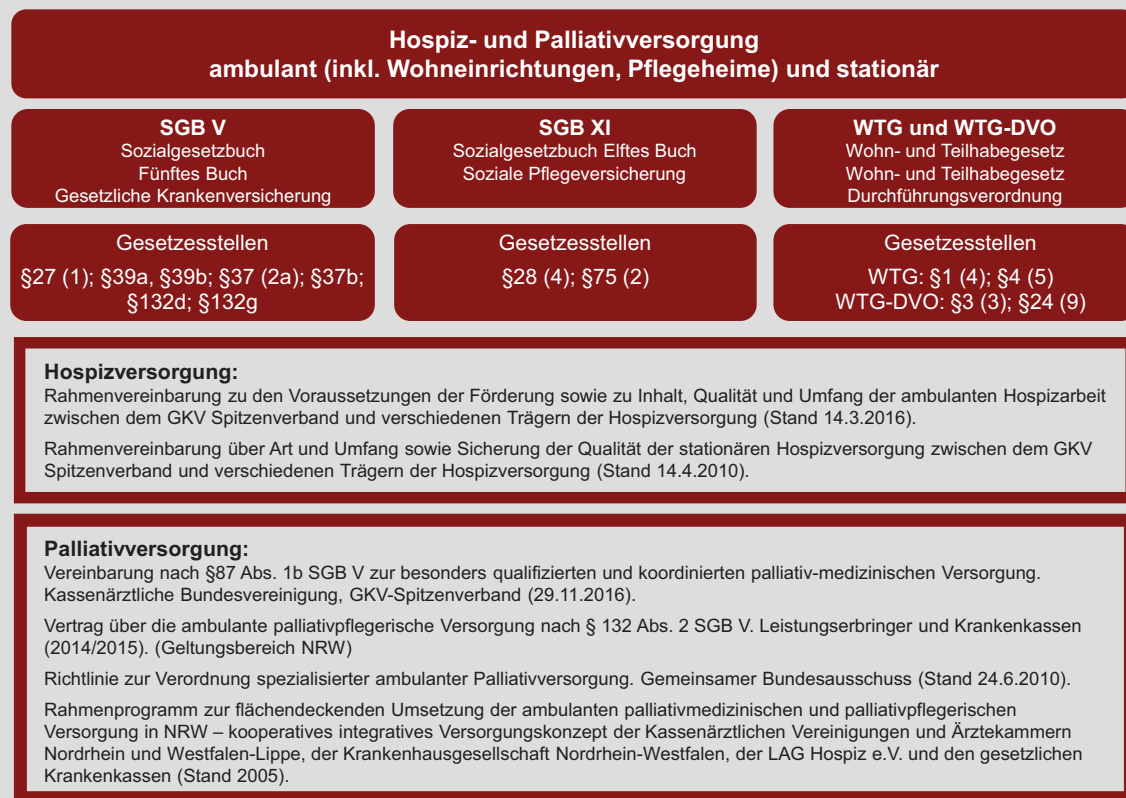 Hospiz- und Palliativversorgung
ambulant (inkl. Wohneinrichtungen, Pflegeheime) und stationär
SGB V
Sozialgesetzbuch
Fünftes Buch
Gesetzliche Krankenversicherung
SGB XI
Sozialgesetzbuch Elftes Buch
Soziale Pflegeversicherung
WTG und WTG-DVO
Wohn- und Teilhabegesetz
Wohn- und Teilhabegesetz
Durchführungsverordnung
Gesetzesstellen
§27 (1); §39a, §39b; §37 (2a); §37b;
§132d; §132g
Gesetzesstellen
§28 (4); §75 (2)
Gesetzesstellen
WTG: §1 (4); §4 (5)
WTG-DVO: §3 (3); §24 (9)
Hospizversorgung:
Rahmenvereinbarung zu den Voraussetzungen der Förderung sowie zu Inhalt, Qualität und Umfang der ambulanten Hospizarbeit
zwischen dem GKV Spitzenverband und verschiedenen Trägern der Hospizversorgung (Stand 14.3.2016).
Rahmenvereinbarung über Art und Umfang sowie Sicherung der Qualität der stationären Hospizversorgung zwischen dem GKV
Spitzenverband und verschiedenen Trägern der Hospizversorgung (Stand 14.4.2010).
Palliativversorgung:
Vereinbarung nach §87 Abs. 1b SGB V zur besonders qualifizierten und koordinierten palliativ-medizinischen Versorgung.
Kassenärztliche Bundesvereinigung, GKV-Spitzenverband (29.11.2016).
Vertrag über die ambulante palliativpflegerische Versorgung nach § 132 Abs. 2 SGB V. Leistungserbringer und Krankenkassen
(2014/2015). (Geltungsbereich NRW)
Richtlinie zur Verordnung spezialisierter ambulanter Palliativversorgung. Gemeinsamer Bundesausschuss (Stand 24.6.2010).
Rahmenprogramm zur flächendeckenden Umsetzung der ambulanten palliativmedizinischen und palliativpflegerischen
Versorgung in NRW – kooperatives integratives Versorgungskonzept der Kassenärztlichen Vereinigungen und Ärztekammern
Nordrhein und Westfalen-Lippe, der Krankenhausgesellschaft Nordrhein-Westfalen, der LAG Hospiz e.V. und den gesetzlichen
Krankenkassen (Stand 2005).